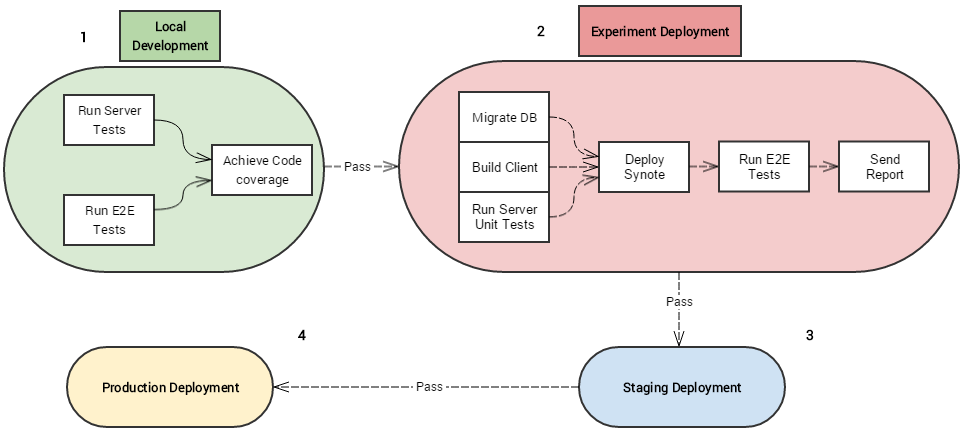 1
Local
Development
2
Experiment Deployment
Run Server
Tests
Run E2E
Tests
Achieve Code
coverage
Pass
Migrate DB
Build Client
Run Server
Unit Tests
Deploy
Synote
Run E2E
Tests
Send
Report
Pass
3
Staging Deployment
Pass
4
Production Deployment